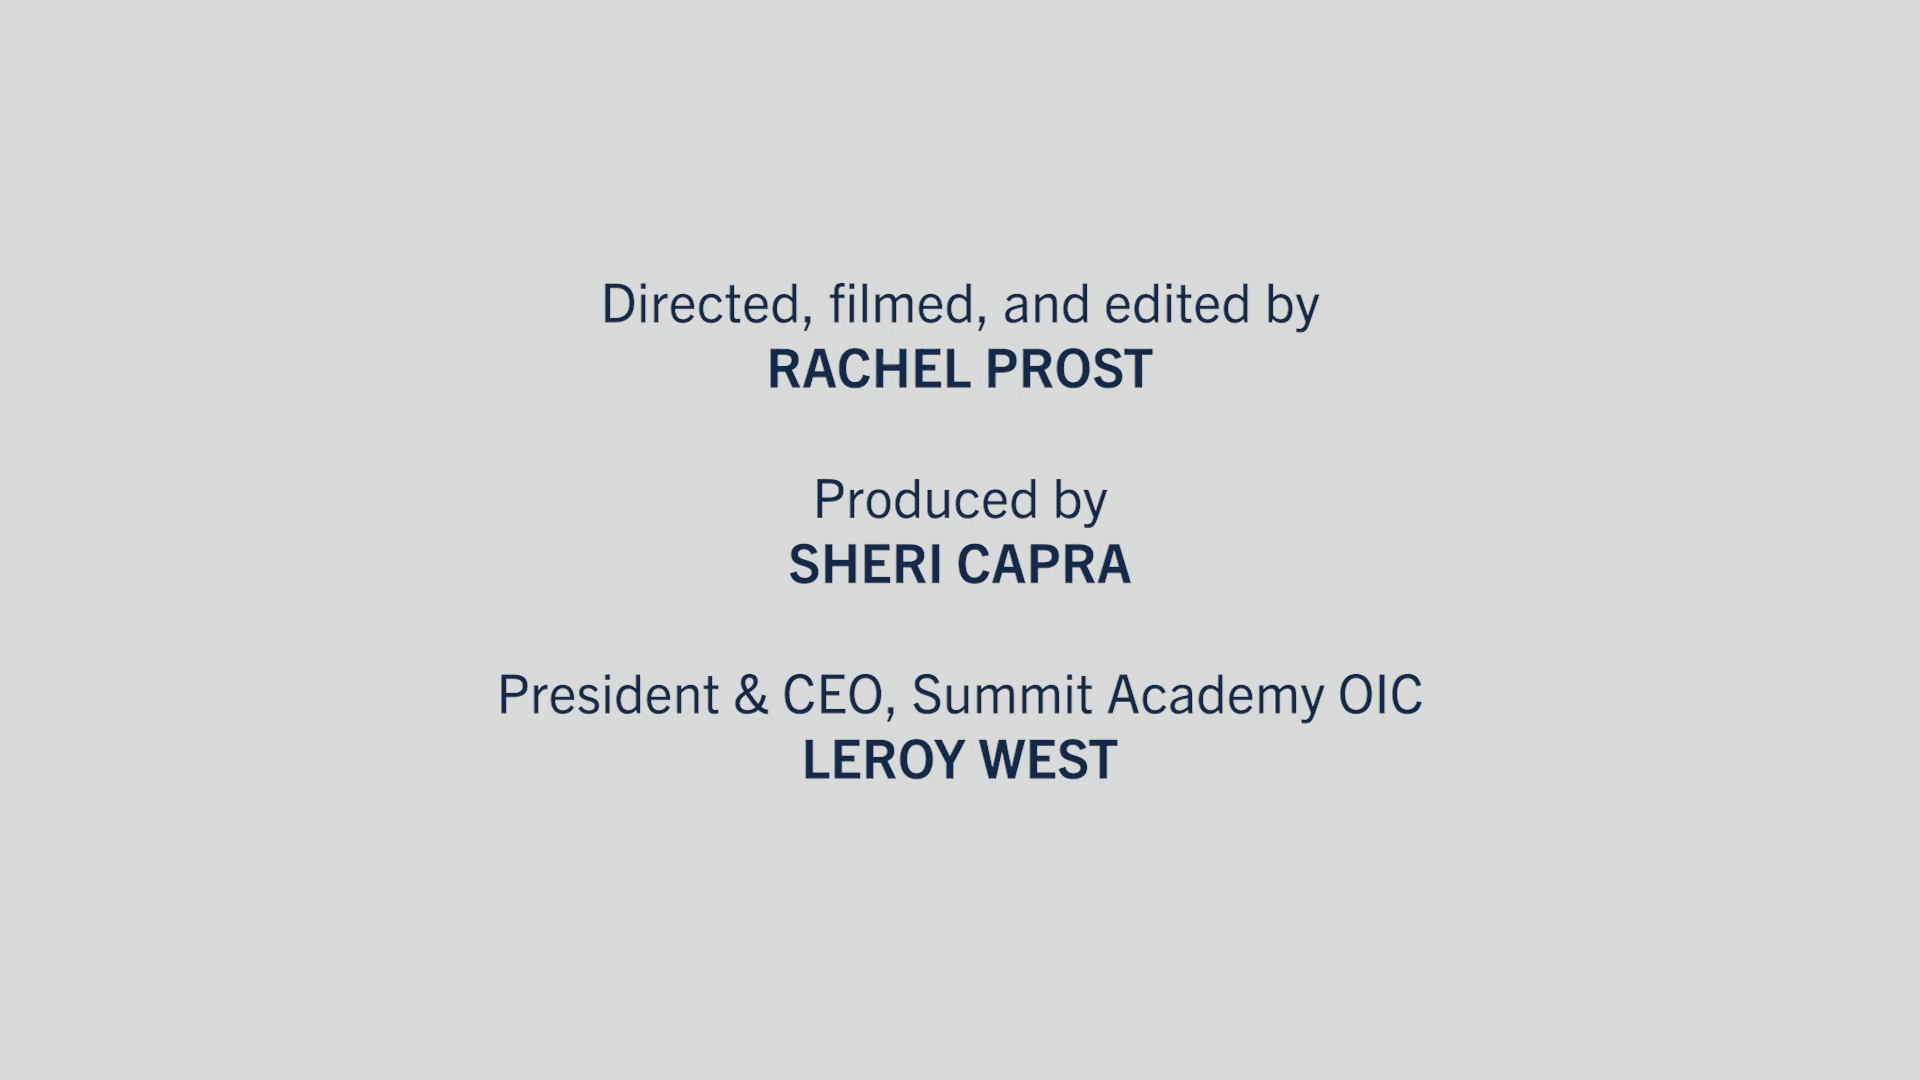 Directed, filmed, and edited by
RACHEL PROST
Produced by
SHERI CAPRA
President & CEO, Summit Academy OIC
LEROY WEST